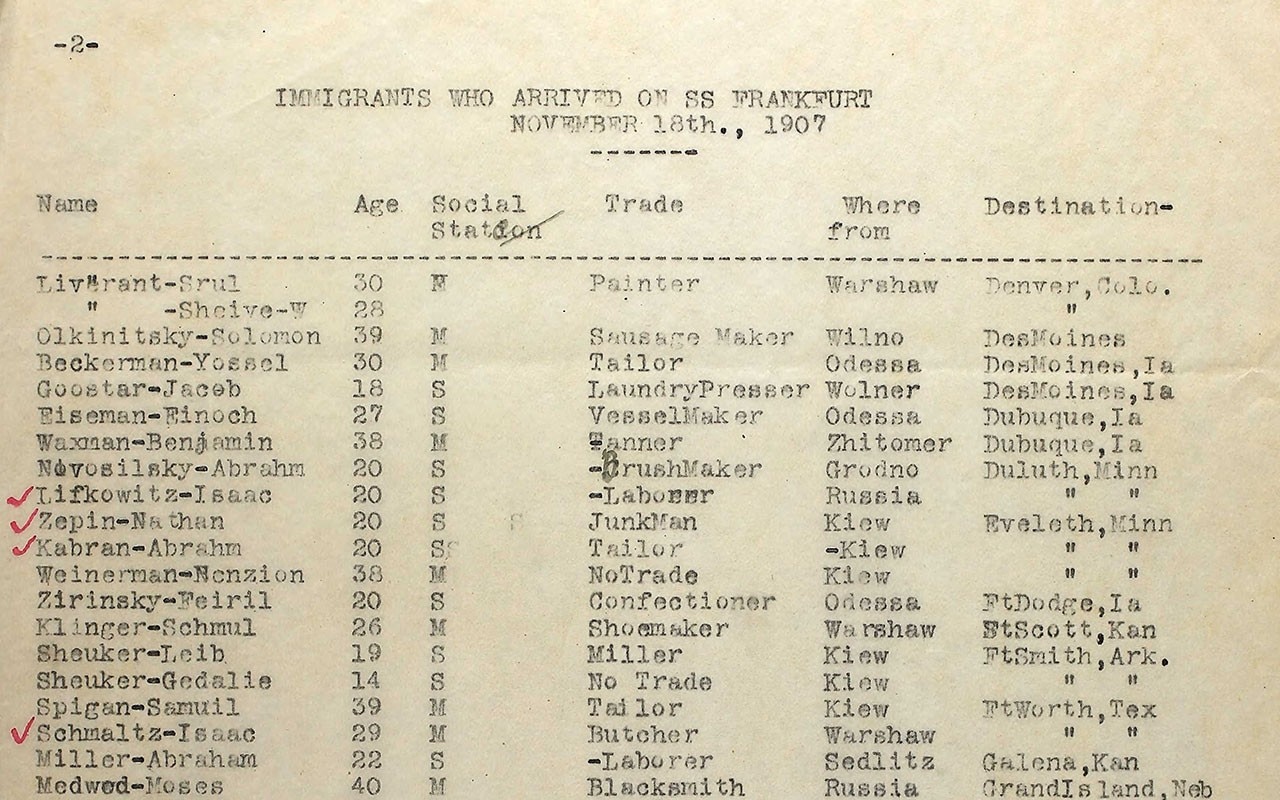 -2-
IMMIGRANTS WHO ARRIVED ON SS FRANKFURT
NOVEMBER 18th., 1907
Name Age Social Station Trade Where from Destination-
Liverant-Srul 30 M Painter Warshaw Denver,Colo.
" -Sheive-W 28 "
Olkinitsky-Solomon 39 M Sausage Maker Wilno DesMoines
Beckerman-Yossel 30 M Tailor Odessa DesMoines,Ia
Goostar-Jacob 18 S LaundryPresser Wolner DesMoines,Ia
Eiseman-Einoch 27 S VesselMaker Odessa Dubuque,Ia
Waxman-Benjamin 38 M Tanner Zhitomer Dubuque,Ia
Novosilsky-Abrahm 20 S -BrushMaker Grodno Duluth,Minn
Lifkowitz-Isaac 20 S -Laborer Russia " "
Zepin-Nathan 20 S JunkMan Kiew Eveleth,Minn
Kabran-Abrahm 20 S Tailor -Kiew " "
Weinerman-Nenzion 38 M NoTrade Kiew " "
Zirinsky-Feiril 20 S Confectioner Odessa FtDodge,Ia
Klinger-Schmul 26 M Shoemaker Warshaw FtScott,Kan
Sheuker-Leib 19 S Miller Kiew FtSmith,Ark.
Sheuker-Gedalie 14 S No Trade Kiew " "
Spigan-Samuil 39 M Tailor Kiew FtWorth,Tex
Schmaltz-Isaac 29 M Butcher Warshaw " "
Miller-Abraham 22 S -Laborer Sedlitz Galena,Kan
Medwed-Moses 40 M Blacksmith Russia GrandIsland,Neb